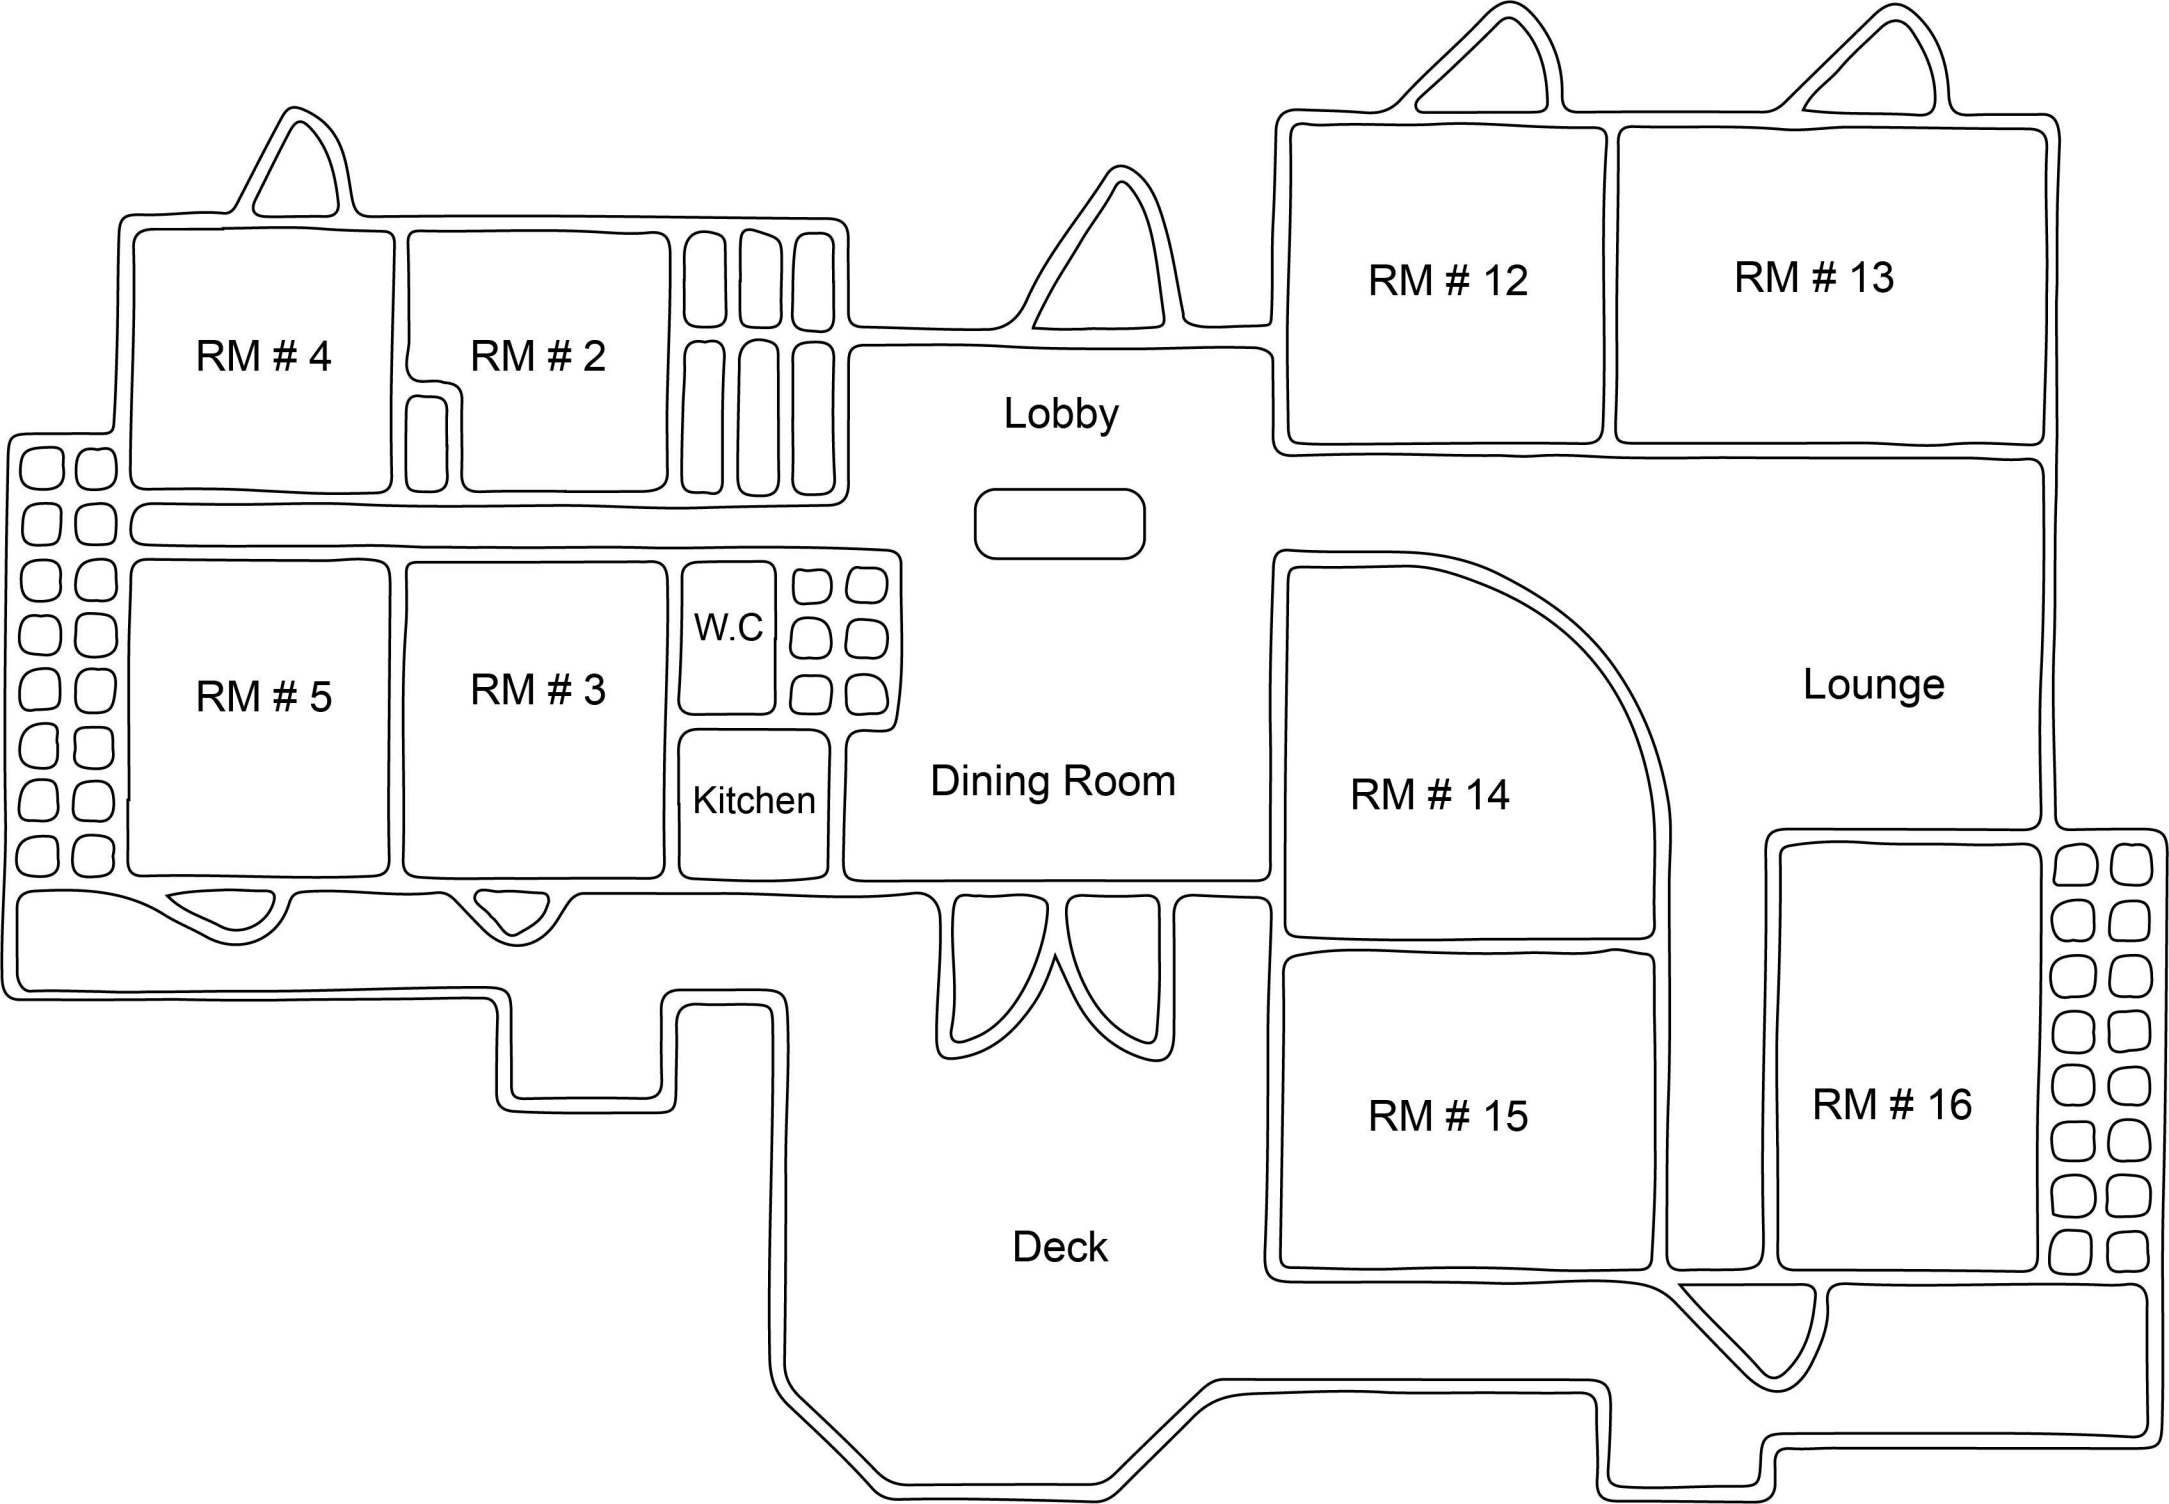 RM # 12
RM # 13
RM # 4
RM # 2
Lobby
W.C
RM # 5
RM # 3
Lounge
Kitchen
Dining Room
RM # 14
RM # 15
RM # 16
Deck